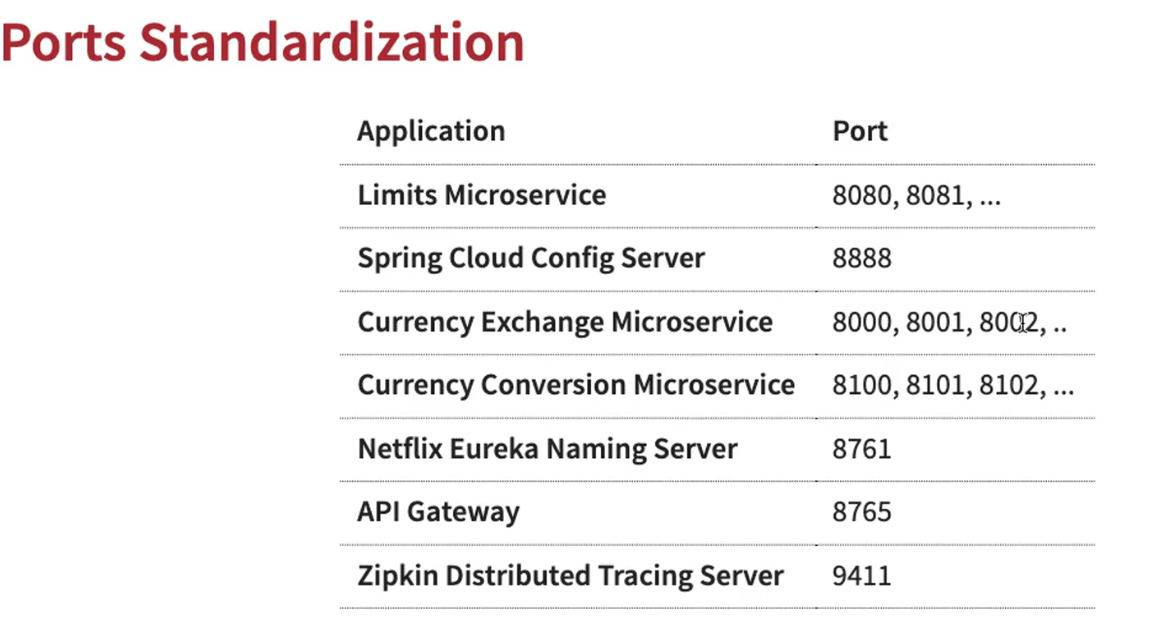 Ports Standardization
Application Port
Limits Microservice 8080, 8081, ...
Spring Cloud Config Server 8888
Currency Exchange Microservice 8000, 8001, 8002, ..
Currency Conversion Microservice 8100, 8101, 8102, ...
Netflix Eureka Naming Server 8761
API Gateway 8765
Zipkin Distributed Tracing Server 9411